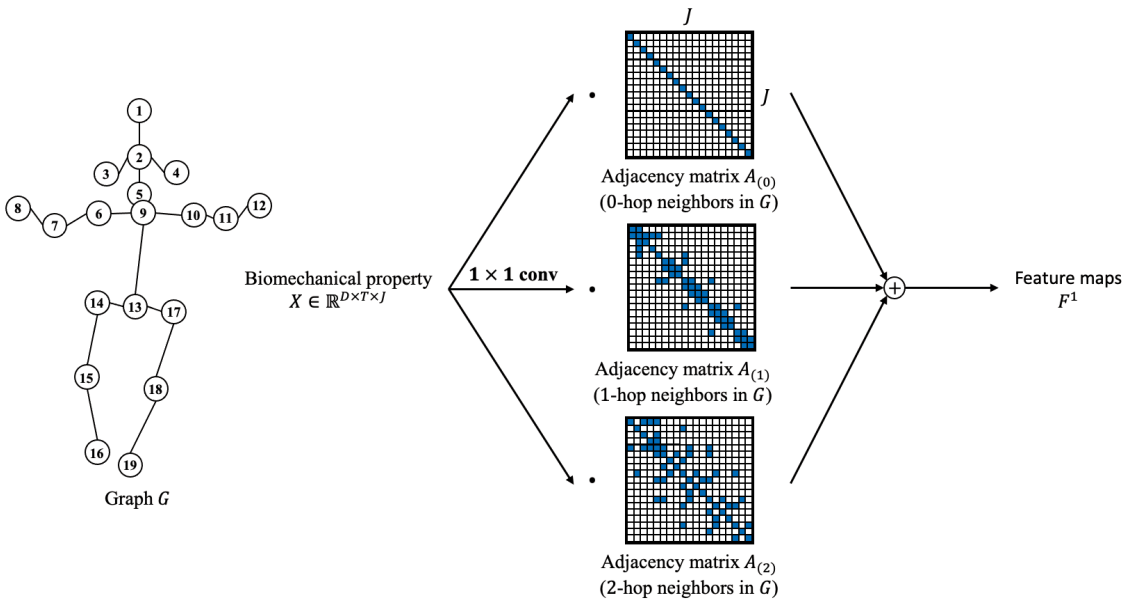 J
J
1
2
3
4
5
8
7
6
9
10
11
12
14
13
17
15
18
16
19
Graph G
Biomechanical property
X ∈ ℝ^{D×T×J}
1 × 1 conv
Adjacency matrix A_{(0)}
(0-hop neighbors in G)
Adjacency matrix A_{(1)}
(1-hop neighbors in G)
Adjacency matrix A_{(2)}
(2-hop neighbors in G)
+
Feature maps
F^1